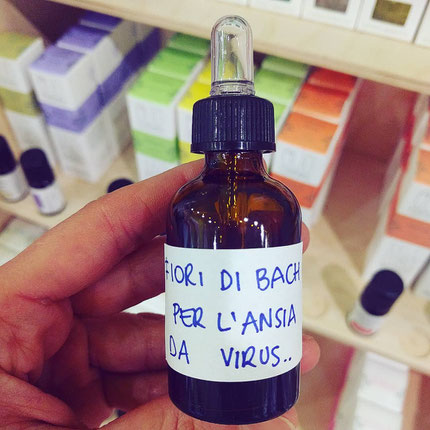 FIORI DI BACH
PER L'ANSIA
DA VIRUS..